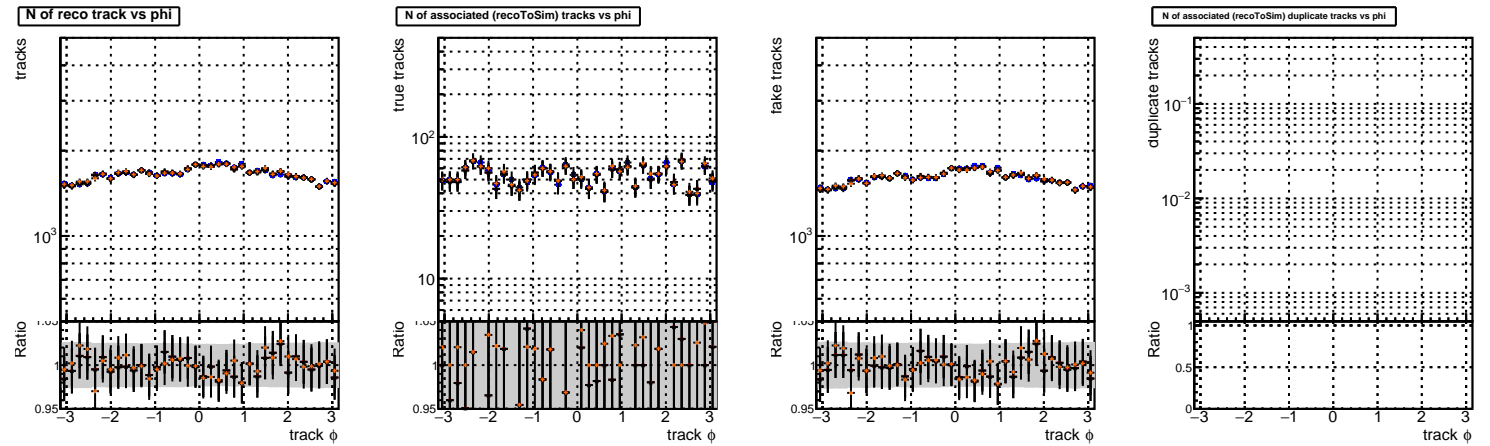 N of reco track vs phi
tracks
10³
Ratio
1
0.95
−3 −2 −1 0 1 2 3
track ϕ
N of associated (recoToSim) tracks vs phi
true tracks
10²
10
Ratio
1
0.95
−3 −2 −1 0 1 2 3
track ϕ
fake tracks
10³
Ratio
1
0.95
−3 −2 −1 0 1 2 3
track ϕ
N of associated (recoToSim) duplicate tracks vs phi
duplicate tracks
10⁻¹
10⁻²
10⁻³
Ratio
1
0.5
0
−3 −2 −1 0 1 2 3
track ϕ